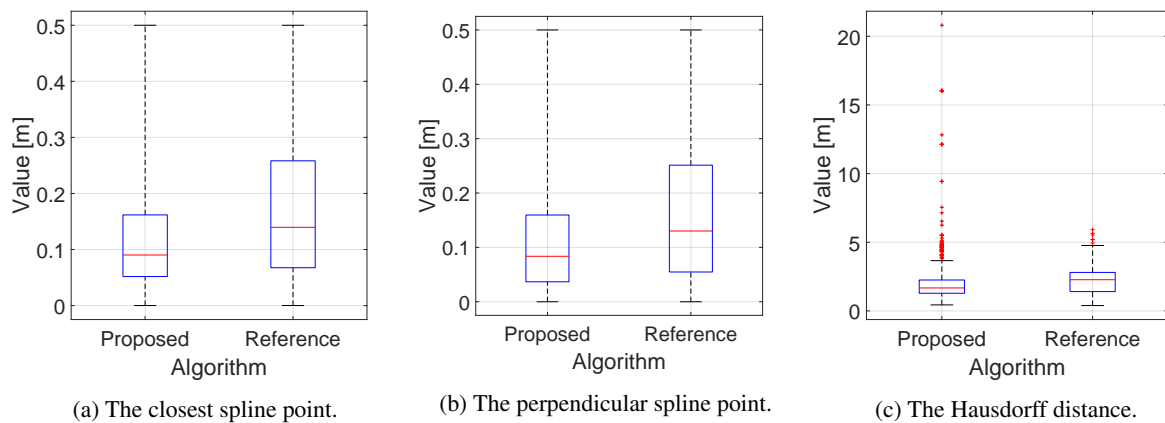 0.5
0.4
0.3
0.2
0.1
0
Value [m]
Proposed
Reference
Algorithm
(a) The closest spline point.
0.5
0.4
0.3
0.2
0.1
0
Value [m]
Proposed
Reference
Algorithm
(b) The perpendicular spline point.
20
15
10
5
0
Value [m]
Proposed
Reference
Algorithm
(c) The Hausdorff distance.